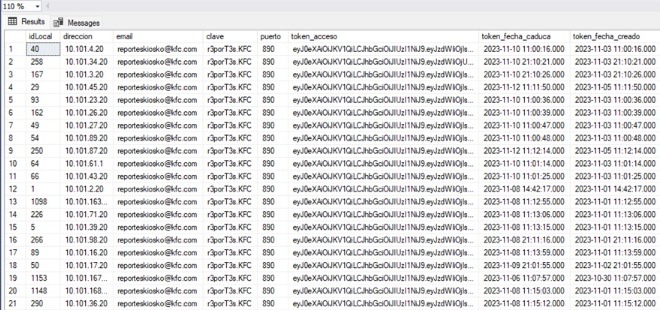 110 %
Results Messages
idLocal direccion email clave puerto token_acceso token_fecha_caduca token_fecha_creado
1 40 10.101.4.20 reporteskiosko@kfc.com r3porT3s.KFC 890 eyJ0eXAiOiJKV1QiLCJhbGciOiJIUzI1NiJ9.eyJzdWIiOjIs... 2023-11-10 11:00:16.000 2023-11-03 11:00:16.000
2 258 10.101.34.20 reporteskiosko@kfc.com r3porT3s.KFC 890 eyJ0eXAiOiJKV1QiLCJhbGciOiJIUzI1NiJ9.eyJzdWIiOjU... 2023-11-10 21:10:21.000 2023-11-03 21:10:21.000
3 167 10.101.3.20 reporteskiosko@kfc.com r3porT3s.KFC 890 eyJ0eXAiOiJKV1QiLCJhbGciOiJIUzI1NiJ9.eyJzdWIiOjIs... 2023-11-10 21:10:26.000 2023-11-03 21:10:26.000
4 29 10.101.45.20 reporteskiosko@kfc.com r3porT3s.KFC 890 eyJ0eXAiOiJKV1QiLCJhbGciOiJIUzI1NiJ9.eyJzdWIiOjIs... 2023-11-12 11:11:50.000 2023-11-05 11:11:50.000
5 93 10.101.23.20 reporteskiosko@kfc.com r3porT3s.KFC 890 eyJ0eXAiOiJKV1QiLCJhbGciOiJIUzI1NiJ9.eyJzdWIiOjIs... 2023-11-10 11:00:36.000 2023-11-03 11:00:36.000
6 162 10.101.26.20 reporteskiosko@kfc.com r3porT3s.KFC 890 eyJ0eXAiOiJKV1QiLCJhbGciOiJIUzI1NiJ9.eyJzdWIiOjIs... 2023-11-10 11:00:39.000 2023-11-03 11:00:39.000
7 49 10.101.27.20 reporteskiosko@kfc.com r3porT3s.KFC 890 eyJ0eXAiOiJKV1QiLCJhbGciOiJIUzI1NiJ9.eyJzdWIiOjIs... 2023-11-10 11:00:47.000 2023-11-03 11:00:47.000
8 54 10.101.89.20 reporteskiosko@kfc.com r3porT3s.KFC 890 eyJ0eXAiOiJKV1QiLCJhbGciOiJIUzI1NiJ9.eyJzdWIiOjIs... 2023-11-10 11:00:48.000 2023-11-03 11:00:48.000
9 250 10.101.87.20 reporteskiosko@kfc.com r3porT3s.KFC 890 eyJ0eXAiOiJKV1QiLCJhbGciOiJIUzI1NiJ9.eyJzdWIiOjIs... 2023-11-12 11:12:14.000 2023-11-05 11:12:14.000
10 64 10.101.61.1 reporteskiosko@kfc.com r3porT3s.KFC 890 eyJ0eXAiOiJKV1QiLCJhbGciOiJIUzI1NiJ9.eyJzdWIiOjIs... 2023-11-10 11:01:14.000 2023-11-03 11:01:14.000
11 66 10.101.43.20 reporteskiosko@kfc.com r3porT3s.KFC 890 eyJ0eXAiOiJKV1QiLCJhbGciOiJIUzI1NiJ9.eyJzdWIiOjIs... 2023-11-10 11:01:25.000 2023-11-03 11:01:25.000
12 1 10.101.2.20 reporteskiosko@kfc.com r3porT3s.KFC 890 eyJ0eXAiOiJKV1QiLCJhbGciOiJIUzI1NiJ9.eyJzdWIiOjIs... 2023-11-08 14:42:17.000 2023-11-01 14:42:17.000
13 1098 10.101.163... reporteskiosko@kfc.com r3porT3s.KFC 890 eyJ0eXAiOiJKV1QiLCJhbGciOiJIUzI1NiJ9.eyJzdWIiOjIs... 2023-11-08 11:12:55.000 2023-11-01 11:12:55.000
14 226 10.101.71.20 reporteskiosko@kfc.com r3porT3s.KFC 890 eyJ0eXAiOiJKV1QiLCJhbGciOiJIUzI1NiJ9.eyJzdWIiOjIs... 2023-11-08 11:13:06.000 2023-11-01 11:13:06.000
15 5 10.101.39.20 reporteskiosko@kfc.com r3porT3s.KFC 890 eyJ0eXAiOiJKV1QiLCJhbGciOiJIUzI1NiJ9.eyJzdWIiOjIs... 2023-11-08 11:13:15.000 2023-11-01 11:13:15.000
16 266 10.101.98.20 reporteskiosko@kfc.com r3porT3s.KFC 890 eyJ0eXAiOiJKV1QiLCJhbGciOiJIUzI1NiJ9.eyJzdWIiOjIs... 2023-11-08 21:11:16.000 2023-11-01 21:11:16.000
17 89 10.101.16.20 reporteskiosko@kfc.com r3porT3s.KFC 890 eyJ0eXAiOiJKV1QiLCJhbGciOiJIUzI1NiJ9.eyJzdWIiOjIs... 2023-11-08 11:13:59.000 2023-11-01 11:13:59.000
18 50 10.101.17.20 reporteskiosko@kfc.com r3porT3s.KFC 890 eyJ0eXAiOiJKV1QiLCJhbGciOiJIUzI1NiJ9.eyJzdWIiOjIs... 2023-11-09 21:01:55.000 2023-11-02 21:01:55.000
19 1153 10.101.167... reporteskiosko@kfc.com r3porT3s.KFC 890 eyJ0eXAiOiJKV1QiLCJhbGciOiJIUzI1NiJ9.eyJzdWIiOjIs... 2023-11-06 11:07:57.000 2023-10-30 11:07:57.000
20 1148 10.101.168... reporteskiosko@kfc.com r3porT3s.KFC 890 eyJ0eXAiOiJKV1QiLCJhbGciOiJIUzI1NiJ9.eyJzdWIiOjIs... 2023-11-08 11:15:03.000 2023-11-01 11:15:03.000
21 290 10.101.36.20 reporteskiosko@kfc.com r3porT3s.KFC 890 eyJ0eXAiOiJKV1QiLCJhbGciOiJIUzI1NiJ9.eyJzdWIiOjIs... 2023-11-08 11:15:12.000 2023-11-01 11:15:12.000